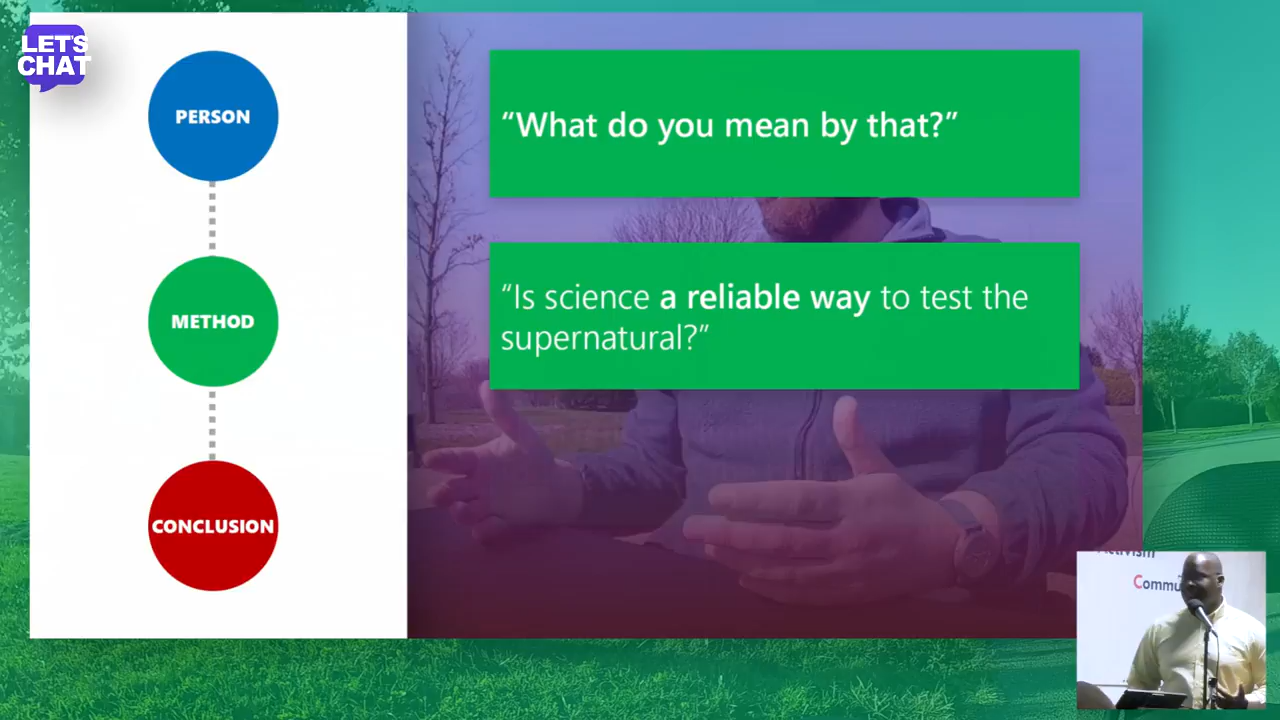 LET'S
CHAT
PERSON
METHOD
CONCLUSION
“What do you mean by that?”
“Is science a reliable way to test the
supernatural?”
Activism
Commu